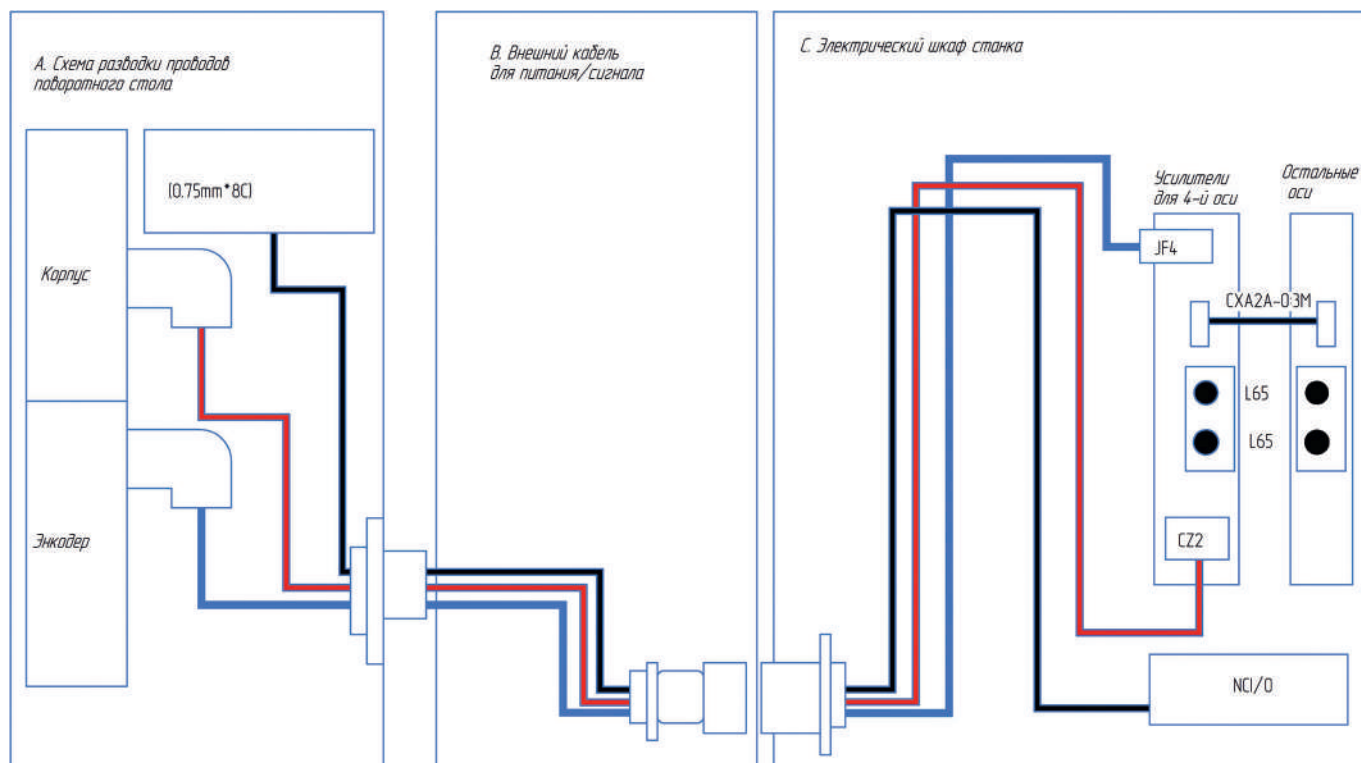 А. Схема разводки проводов
поворотного стола
(0.75mm*8C)
Корпус
Энкодер
В. Внешний кабель
для питания/сигнала
С. Электрический шкаф станка
Усилители
для 4-й оси
Остальные
оси
JF4
CXA2A-03M
L65
L65
CZ2
NCI/O